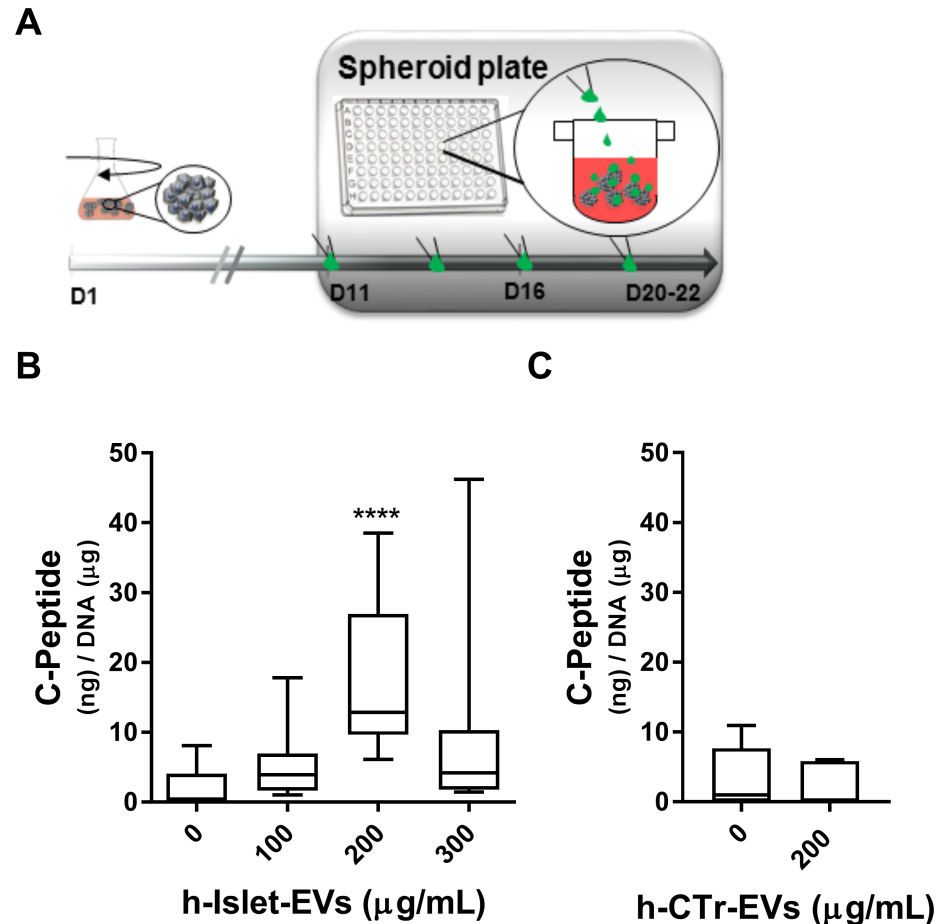 A
Spheroid plate
D1
D11
D16
D20-22
B
C
50
40
30
20
10
0
C-Peptide
(ng) / DNA (μg)
****
0
100
200
300
h-Islet-EVs (μg/mL)
50
40
30
20
10
0
C-Peptide
(ng) / DNA (μg)
0
200
h-CTr-EVs (μg/mL)